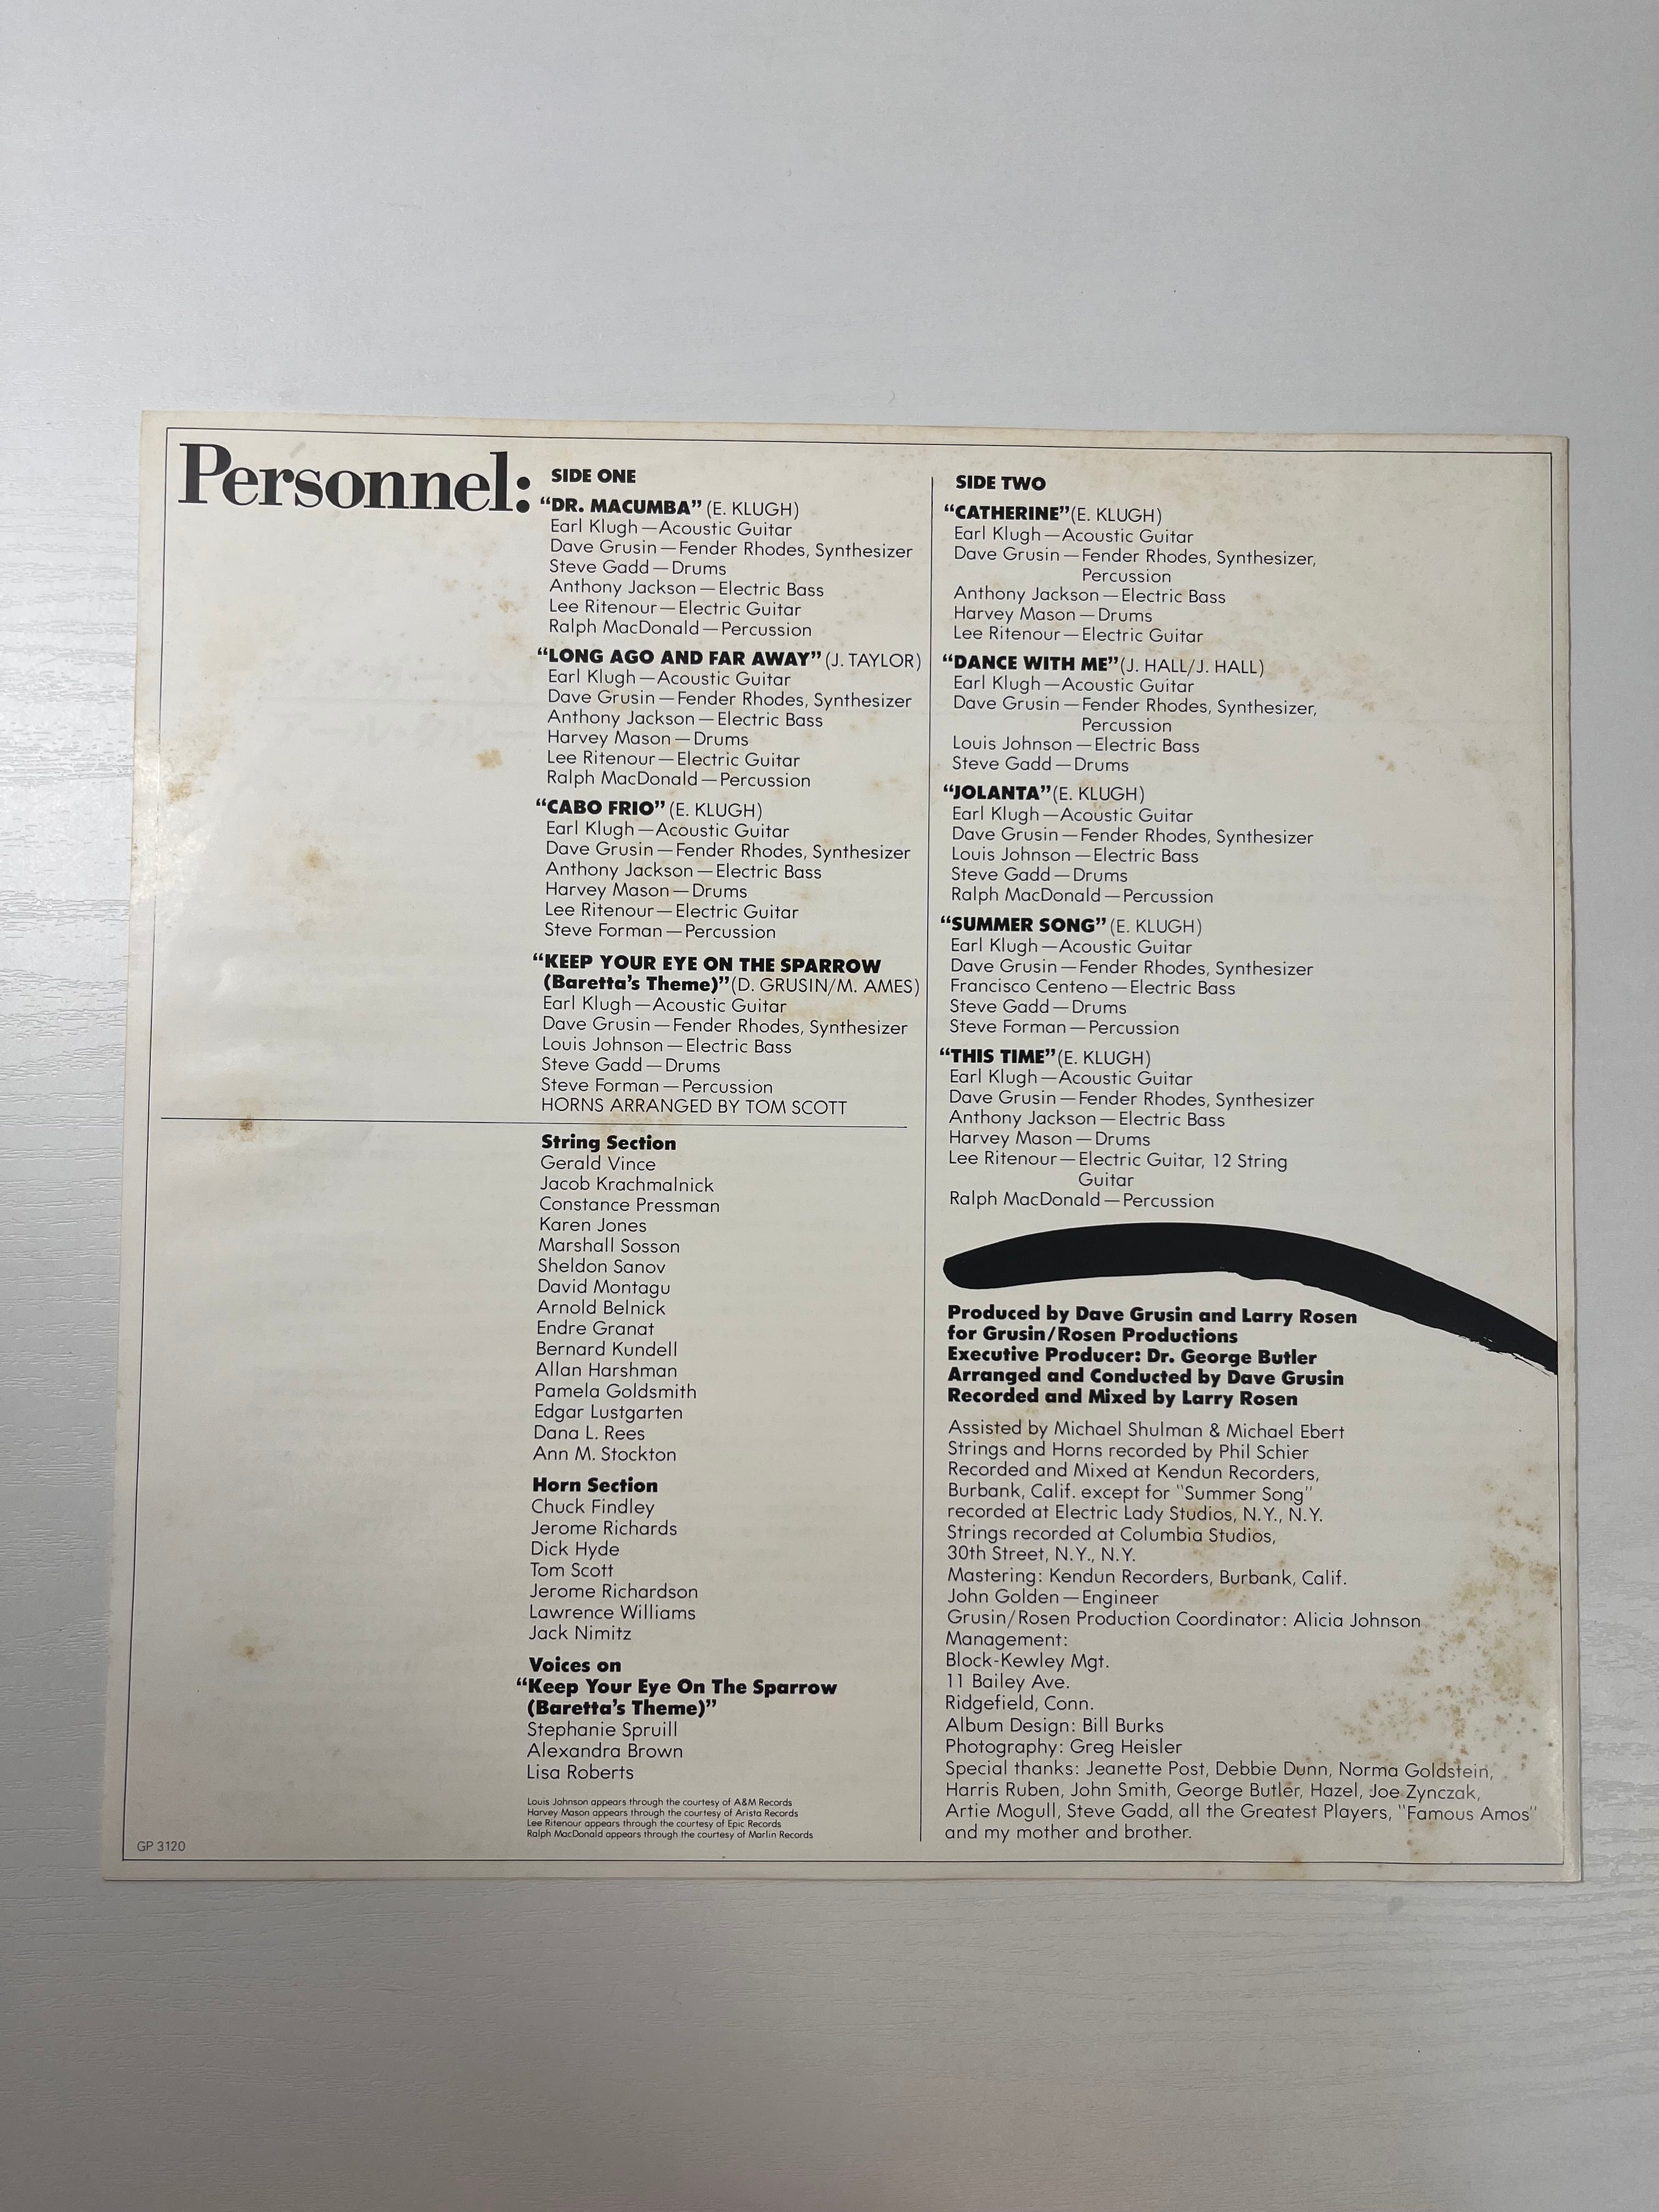 Personnel:
SIDE ONE
“DR. MACUMBA” (E. KLUGH)
Earl Klugh—Acoustic Guitar
Dave Grusin—Fender Rhodes, Synthesizer
Steve Gadd—Drums
Anthony Jackson—Electric Bass
Lee Ritenour—Electric Guitar
Ralph MacDonald—Percussion
“LONG AGO AND FAR AWAY” (J. TAYLOR)
Earl Klugh—Acoustic Guitar
Dave Grusin—Fender Rhodes, Synthesizer
Anthony Jackson—Electric Bass
Harvey Mason—Drums
Lee Ritenour—Electric Guitar
Ralph MacDonald—Percussion
“CABO FRIO” (E. KLUGH)
Earl Klugh—Acoustic Guitar
Dave Grusin—Fender Rhodes, Synthesizer
Anthony Jackson—Electric Bass
Harvey Mason—Drums
Lee Ritenour—Electric Guitar
Steve Forman—Percussion
“KEEP YOUR EYE ON THE SPARROW
(Baretta’s Theme)” (D. GRUSIN/M. AMES)
Earl Klugh—Acoustic Guitar
Dave Grusin—Fender Rhodes, Synthesizer
Louis Johnson—Electric Bass
Steve Gadd—Drums
Steve Forman—Percussion
HORNS ARRANGED BY TOM SCOTT
String Section
Gerald Vince
Jacob Krachmalnick
Constance Pressman
Karen Jones
Marshall Sosson
Sheldon Sanov
David Montagu
Arnold Belnick
Endre Granat
Bernard Kundell
Allan Harshman
Pamela Goldsmith
Edgar Lustgarten
Dana L. Rees
Ann M. Stockton
Horn Section
Chuck Findley
Jerome Richards
Dick Hyde
Tom Scott
Jerome Richardson
Lawrence Williams
Jack Nimitz
Voices on
“Keep Your Eye On The Sparrow
(Baretta’s Theme)”
Stephanie Spruill
Alexandra Brown
Lisa Roberts
Louis Johnson appears through the courtesy of A&M Records
Harvey Mason appears through the courtesy of Arista Records
Lee Ritenour appears through the courtesy of Epic Records
Ralph MacDonald appears through the courtesy of Marlin Records
GP 3120
SIDE TWO
“CATHERINE” (E. KLUGH)
Earl Klugh—Acoustic Guitar
Dave Grusin—Fender Rhodes, Synthesizer,
Percussion
Anthony Jackson—Electric Bass
Harvey Mason—Drums
Lee Ritenour—Electric Guitar
“DANCE WITH ME” (J. HALL/J. HALL)
Earl Klugh—Acoustic Guitar
Dave Grusin—Fender Rhodes, Synthesizer,
Percussion
Louis Johnson—Electric Bass
Steve Gadd—Drums
“JOLANTA” (E. KLUGH)
Earl Klugh—Acoustic Guitar
Dave Grusin—Fender Rhodes, Synthesizer
Louis Johnson—Electric Bass
Steve Gadd—Drums
Ralph MacDonald—Percussion
“SUMMER SONG” (E. KLUGH)
Earl Klugh—Acoustic Guitar
Dave Grusin—Fender Rhodes, Synthesizer
Francisco Centeno—Electric Bass
Steve Gadd—Drums
Steve Forman—Percussion
“THIS TIME” (E. KLUGH)
Earl Klugh—Acoustic Guitar
Dave Grusin—Fender Rhodes, Synthesizer
Anthony Jackson—Electric Bass
Harvey Mason—Drums
Lee Ritenour—Electric Guitar, 12 String
Guitar
Ralph MacDonald—Percussion
Produced by Dave Grusin and Larry Rosen
for Grusin/Rosen Productions
Executive Producer: Dr. George Butler
Arranged and Conducted by Dave Grusin
Recorded and Mixed by Larry Rosen
Assisted by Michael Shulman & Michael Ebert
Strings and Horns recorded by Phil Schier
Recorded and Mixed at Kendun Recorders,
Burbank, Calif. except for "Summer Song"
recorded at Electric Lady Studios, N.Y., N.Y.
Strings recorded at Columbia Studios,
30th Street, N.Y., N.Y.
Mastering: Kendun Recorders, Burbank, Calif.
John Golden—Engineer
Grusin/Rosen Production Coordinator: Alicia Johnson
Management:
Block-Kewley Mgt.
11 Bailey Ave.
Ridgefield, Conn.
Album Design: Bill Burks
Photography: Greg Heisler
Special thanks: Jeanette Post, Debbie Dunn, Norma Goldstein,
Harris Ruben, John Smith, George Butler, Hazel, Joe Zynczak,
Artie Mogull, Steve Gadd, all the Greatest Players, "Famous Amos"
and my mother and brother.